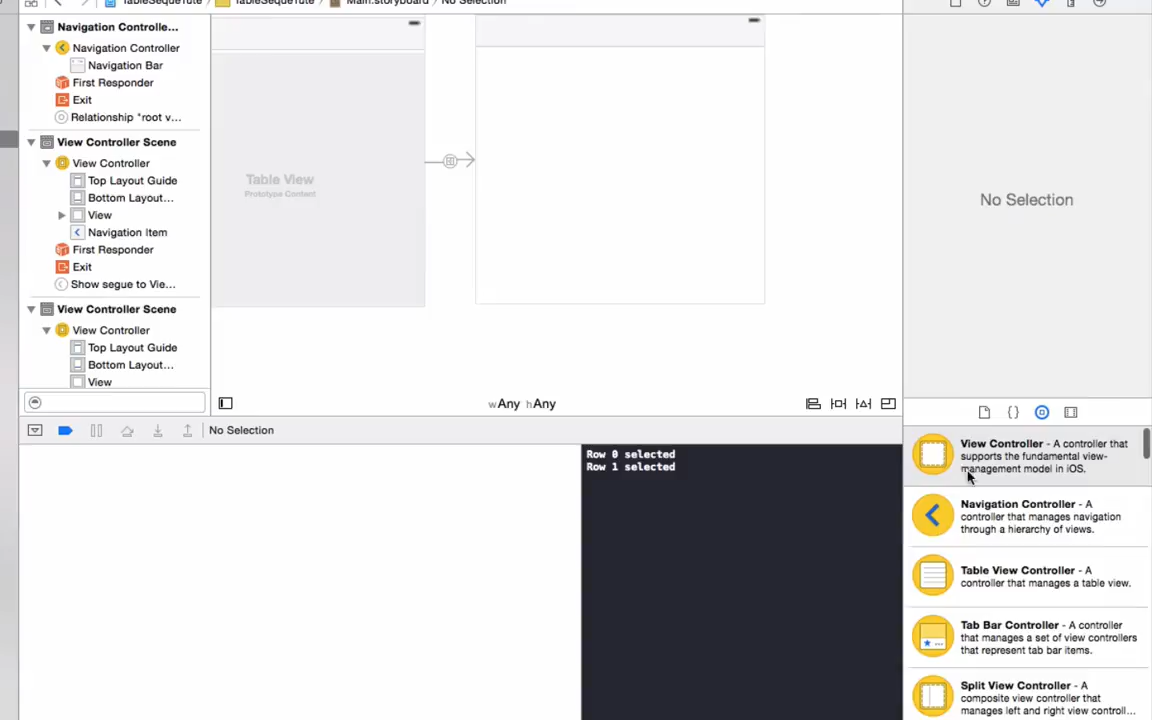 TableSequeTute
TableSequeTute
Main.storyboard
No Selection
Navigation Controlle...
Navigation Controller
Navigation Bar
First Responder
Exit
Relationship "root v...
View Controller Scene
View Controller
Top Layout Guide
Bottom Layout...
View
Navigation Item
First Responder
Exit
Show segue to Vie...
View Controller Scene
View Controller
Top Layout Guide
Bottom Layout...
View
Table View
Prototype Content
wAny hAny
No Selection
Row 0 selected
Row 1 selected
No Selection
View Controller - A controller that
supports the fundamental view-
management model in iOS.
Navigation Controller - A
controller that manages navigation
through a hierarchy of views.
Table View Controller - A
controller that manages a table view.
Tab Bar Controller - A controller
that manages a set of view controllers
that represent tab bar items.
Split View Controller - A
composite view controller that
manages left and right view controll...